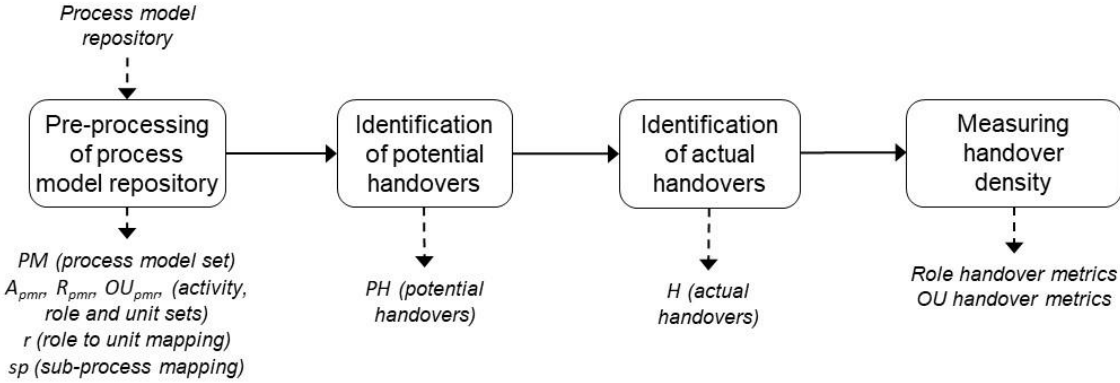 Process model
repository
Pre-processing
of process
model repository
Identification
of potential
handovers
Identification
of actual
handovers
Measuring
handover
density
PM (process model set)
A_pmr, R_pmr, OU_pmr, (activity,
role and unit sets)
r (role to unit mapping)
sp (sub-process mapping)
PH (potential
handovers)
H (actual
handovers)
Role handover metrics
OU handover metrics